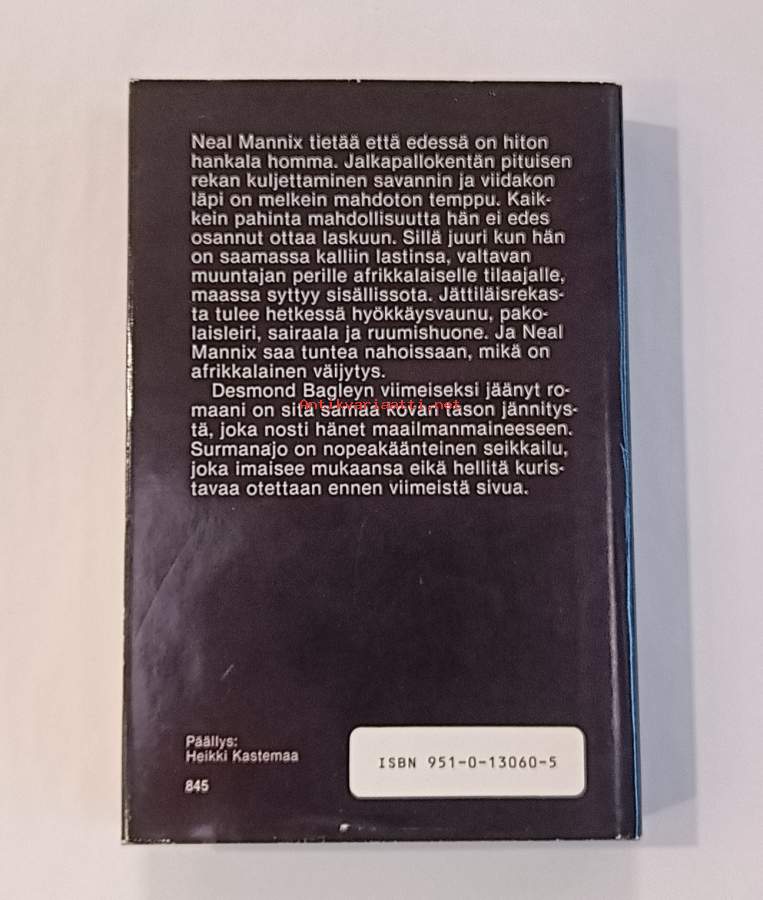 Neal Mannix tietää että edessä on hiton
hankala homma. Jalkapallokentän pituisen
rekan kuljettaminen savannin ja viidakon
läpi on melkein mahdoton temppu. Kaik-
kein pahinta mahdollisuutta hän ei edes
osannut ottaa laskuun. Sillä juuri kun hän
on saamassa kalliin lastinsa, valtavan
muuntajan perille afrikkalaiselle tilaajalle,
maassa syttyy sisällissota. Jättiläisrekas-
ta tulee hetkessä hyökkäysvaunu, pako-
laisleiri, sairaala ja ruumishuone. Ja Neal
Mannix saa tuntea nahoissaan, mikä on
afrikkalainen väijytys.
Desmond Bagleyn viimeiseksi jäänyt ro-
maani on sitä samaa kovan tason jännitys-
Antikvariaatti.net
tä, joka nosti hänet maailmanmaineeseen.
Surmanajo on nopeakäänteinen seikkailu,
joka imaisee mukaansa eikä hellitä kuris-
tavaa otettaan ennen viimeistä sivua.
Päällys:
Heikki Kastemaa
845
ISBN 951-0-13060-5